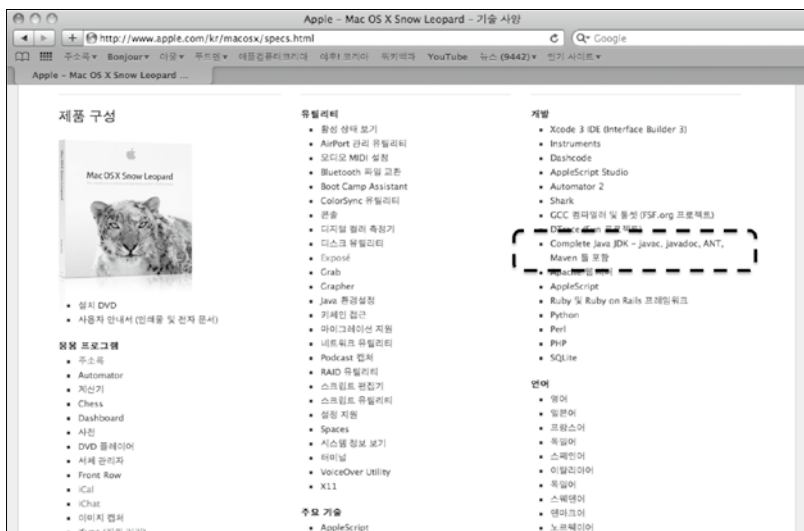 Apple – Mac OS X Snow Leopard – 기술 사양
http://www.apple.com/kr/macosx/specs.html
Google
주소록 Bonjour 야후! 코리아 위키백과 YouTube 뉴스 (9442) 인기 사이트
Apple – Mac OS X Snow Leopard ...
제품 구성
Mac OS X Snow Leopard
설치 DVD
사용자 안내서 (인쇄물 및 전자 문서)
응용 프로그램
주소록
Automator
계산기
Chess
Dashboard
사전
DVD 플레이어
서체 관리자
Front Row
iCal
iChat
이미지 캡처
유틸리티
활성 상태 보기
AirPort 관리 유틸리티
오디오 MIDI 설정
Bluetooth 파일 교환
Boot Camp Assistant
ColorSync 유틸리티
콘솔
디지털 컬러 측정기
디스크 유틸리티
Exposé
Grab
Grapher
Java 환경설정
키체인 접근
마이그레이션 지원
네트워크 유틸리티
Podcast 캡처
RAID 유틸리티
스크립트 편집기
스크립트 유틸리티
설정 지원
Spaces
시스템 정보 보기
터미널
VoiceOver Utility
X11
주요 기술
AppleScript
개발
Xcode 3 IDE (Interface Builder 3)
Instruments
Dashcode
AppleScript Studio
Automator 2
Shark
GCC 컴파일러 및 툴셋 (FSF.org 프로젝트)
DTrace (Sun 프로젝트)
Complete Java JDK – javac, javadoc, ANT,
Maven 툴 포함
Apache
AppleScript
Ruby 및 Ruby on Rails 프레임워크
Python
Perl
PHP
SQLite
언어
영어
일본어
프랑스어
독일어
스페인어
이탈리아어
독일어
스웨덴어
덴마크어
노르웨이어